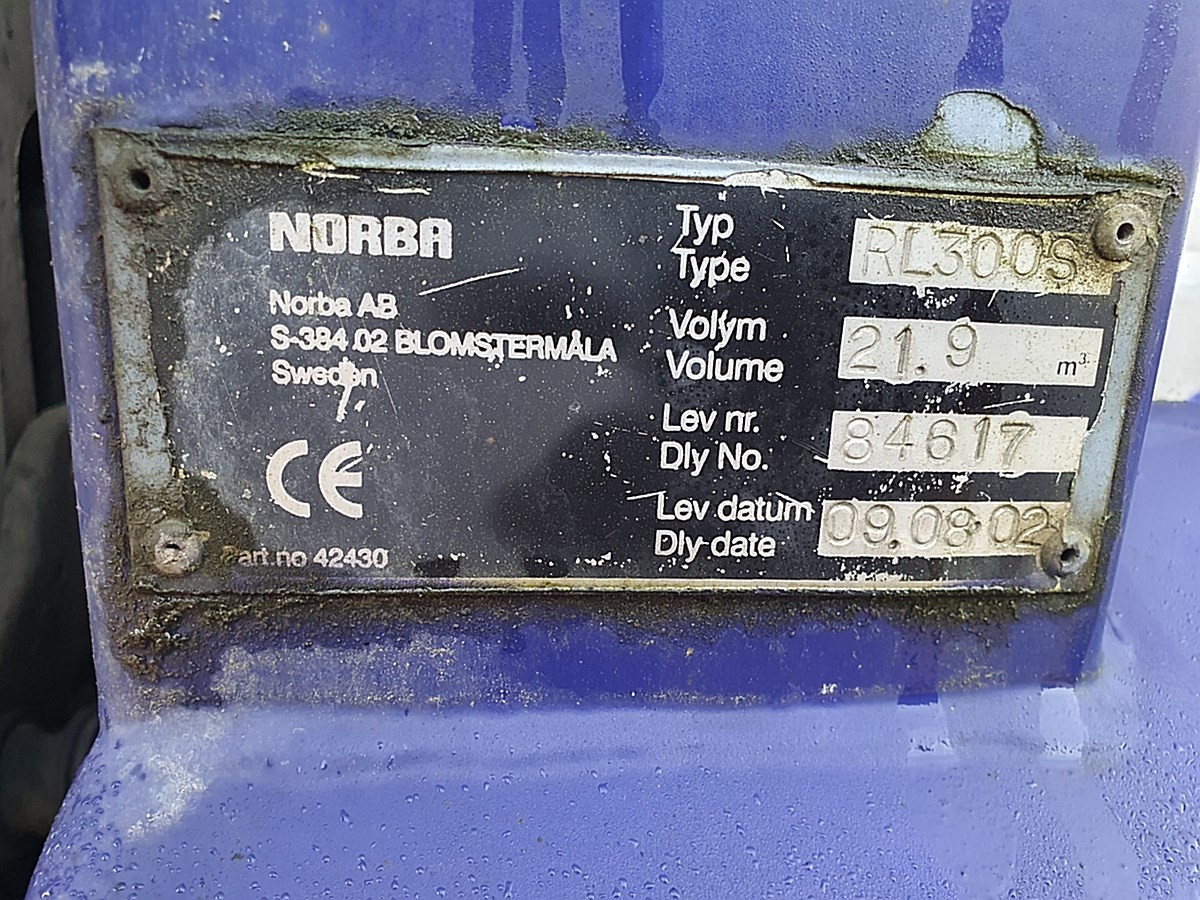 NORBA
Norba AB
S-384 02 BLOMSTERMÅLA
Sweden
CE
Part no 42430
Typ
Type
RL300S
Volym
Volume
21.9 m³
Lev nr.
Dly No.
84617
Lev datum
Dly date
09.08.02